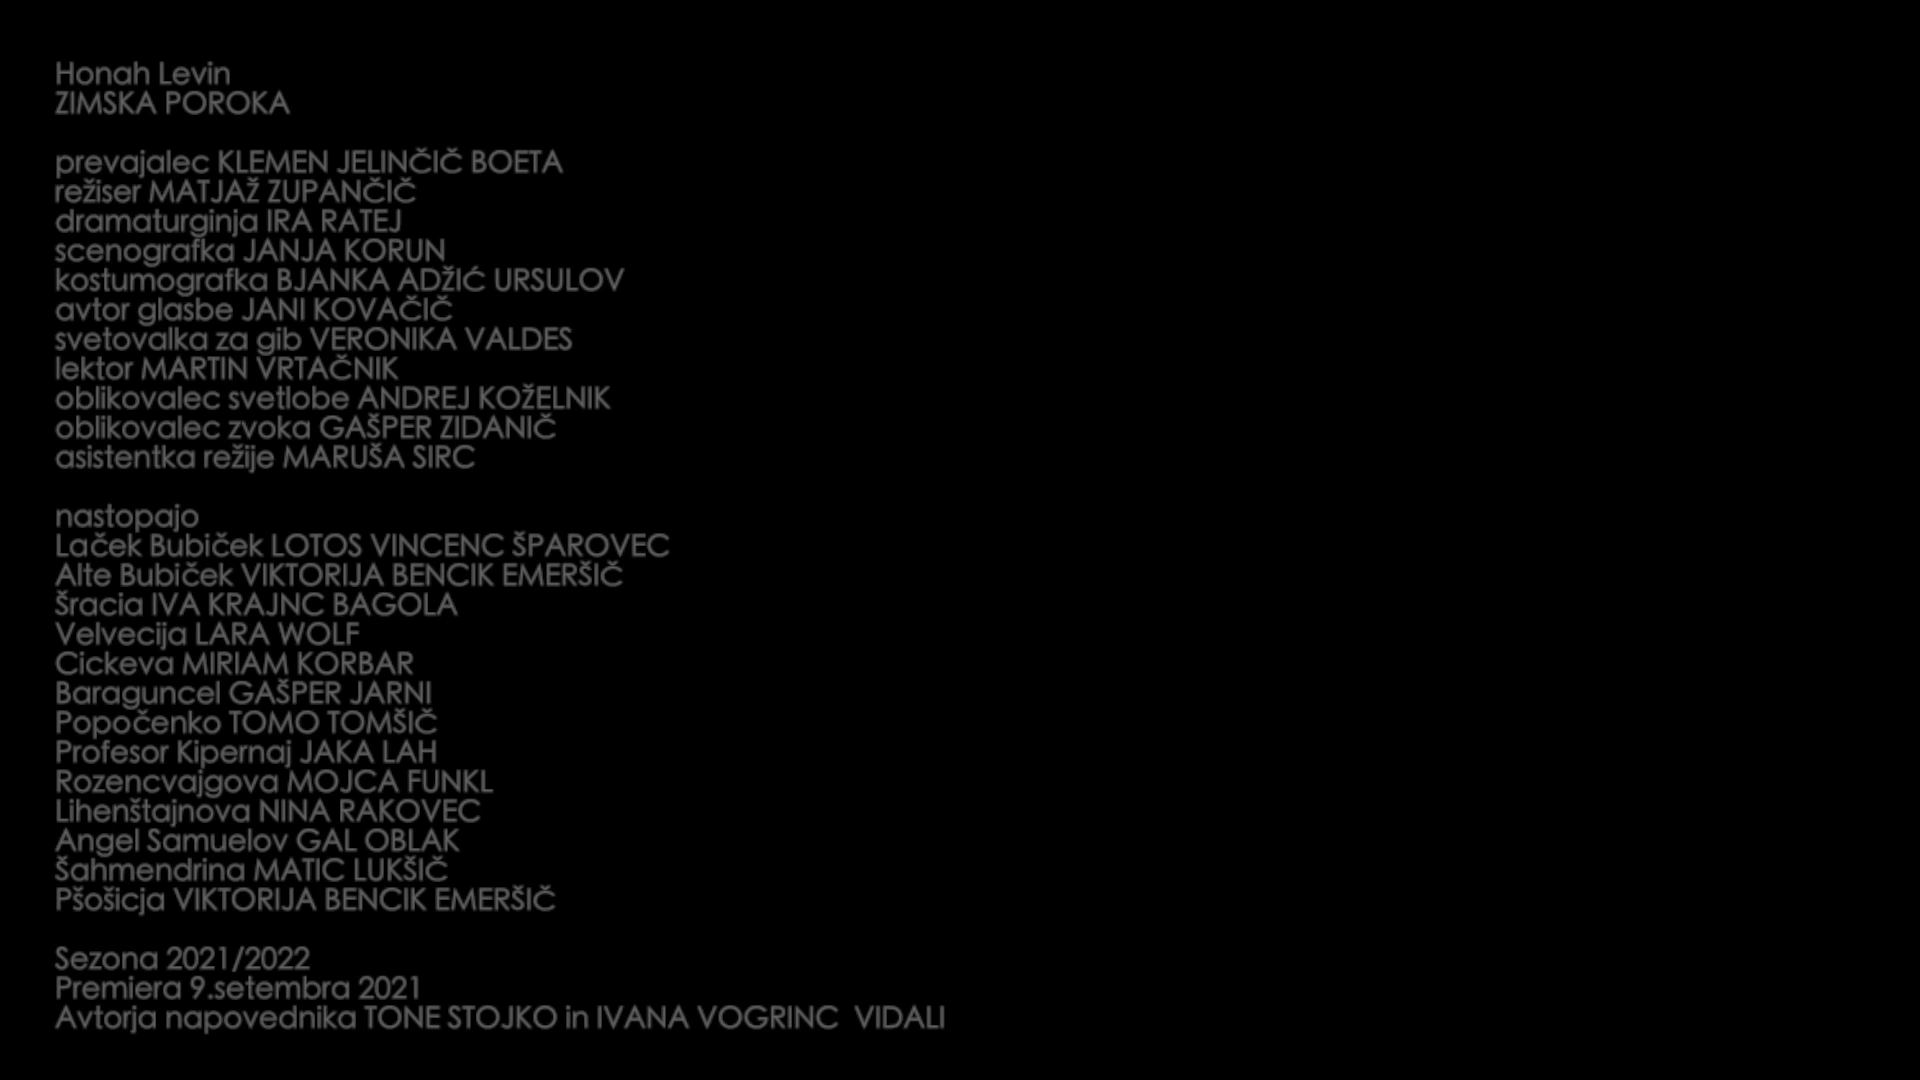 Honah Levin
ZIMSKA POROKA
prevajalec KLEMEN JELINČIČ BOETA
režiser MATJAŽ ZUPANČIČ
dramaturginja IRA RATEJ
scenografka JANJA KORUN
kostumografka BJANKA ADŽIĆ URSULOV
avtor glasbe JANI KOVAČIČ
svetovalka za gib VERONIKA VALDES
lektor MARTIN VRTAČNIK
oblikovalec svetlobe ANDREJ KOŽELNIK
oblikovalec zvoka GAŠPER ZIDANIČ
asistentka režije MARUŠA SIRC
nastopajo
Laček Bubiček LOTOS VINCENC ŠPAROVEC
Alte Bubiček VIKTORIJA BENCIK EMERŠIČ
Šracia IVA KRAJNC BAGOLA
Velvecija LARA WOLF
Cickeva MIRIAM KORBAR
Baraguncel GAŠPER JARNI
Popočenko TOMO TOMŠIČ
Profesor Kipernaj JAKA LAH
Rozencvajgova MOJCA FUNKL
Lihenštajnova NINA RAKOVEC
Angel Samuelov GAL OBLAK
Šahmendrina MATIC LUKŠIČ
Pšošicja VIKTORIJA BENCIK EMERŠIČ
Sezona 2021/2022
Premiera 9.setembra 2021
Avtorja napovednika TONE STOJKO in IVANA VOGRINC  VIDALI